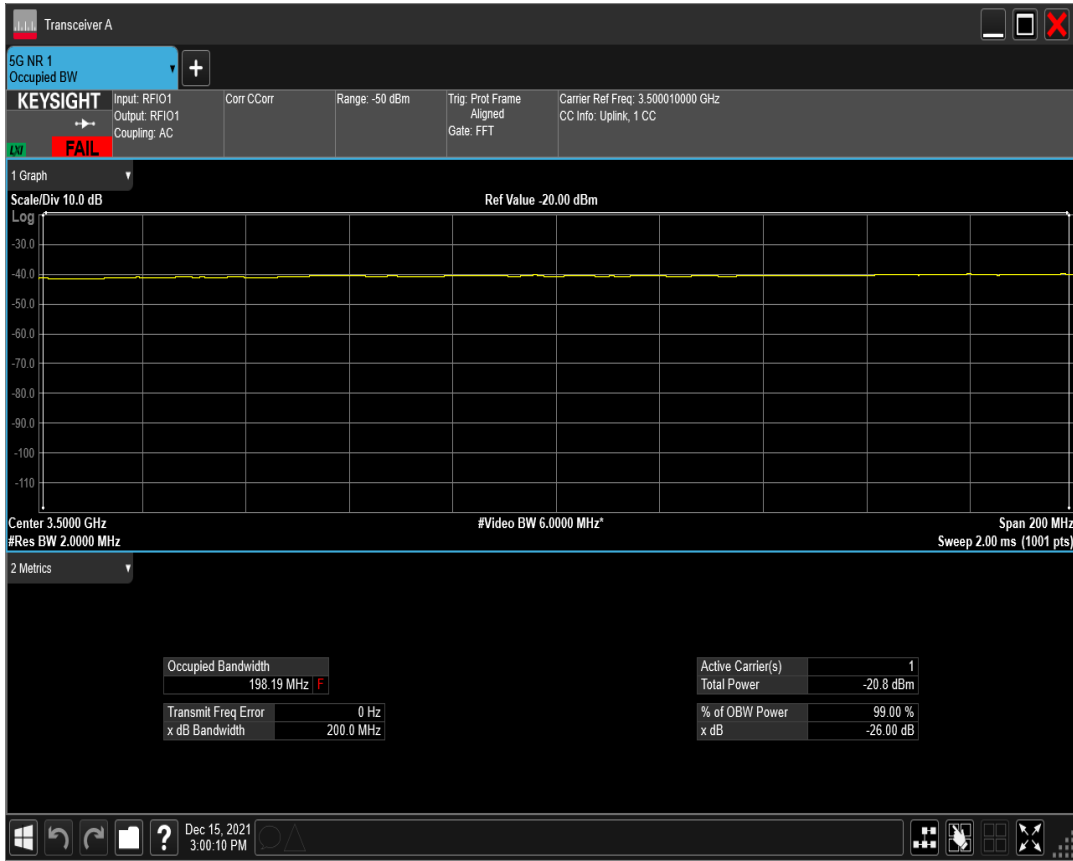 Transceiver A
5G NR 1
Occupied BW
KEYSIGHT
LXI
FAIL
Input: RFIO1
Output: RFIO1
Coupling: AC
Corr CCorr
Range: -50 dBm
Trig: Prot Frame
Aligned
Gate: FFT
Carrier Ref Freq: 3.500010000 GHz
CC Info: Uplink, 1 CC
1 Graph
Scale/Div 10.0 dB
Ref Value -20.00 dBm
Log
-30.0
-40.0
-50.0
-60.0
-70.0
-80.0
-90.0
-100
-110
Center 3.5000 GHz
#Video BW 6.0000 MHz*
Span 200 MHz
#Res BW 2.0000 MHz
Sweep 2.00 ms (1001 pts)
2 Metrics
Occupied Bandwidth
198.19 MHz F
Transmit Freq Error 0 Hz
x dB Bandwidth 200.0 MHz
Active Carrier(s) 1
Total Power -20.8 dBm
% of OBW Power 99.00 %
x dB -26.00 dB
?
Dec 15, 2021
3:00:10 PM